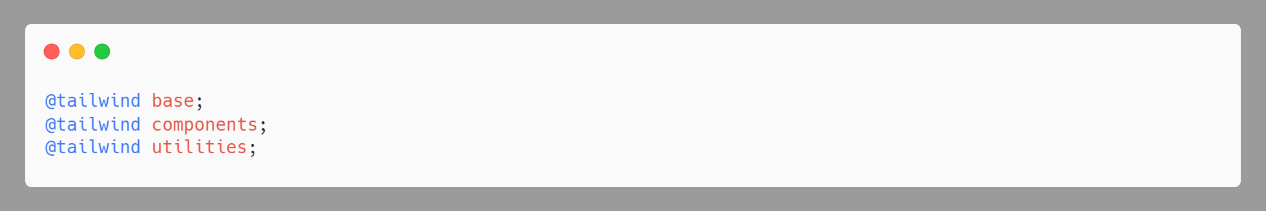 @tailwind base;
@tailwind components;
@tailwind utilities;